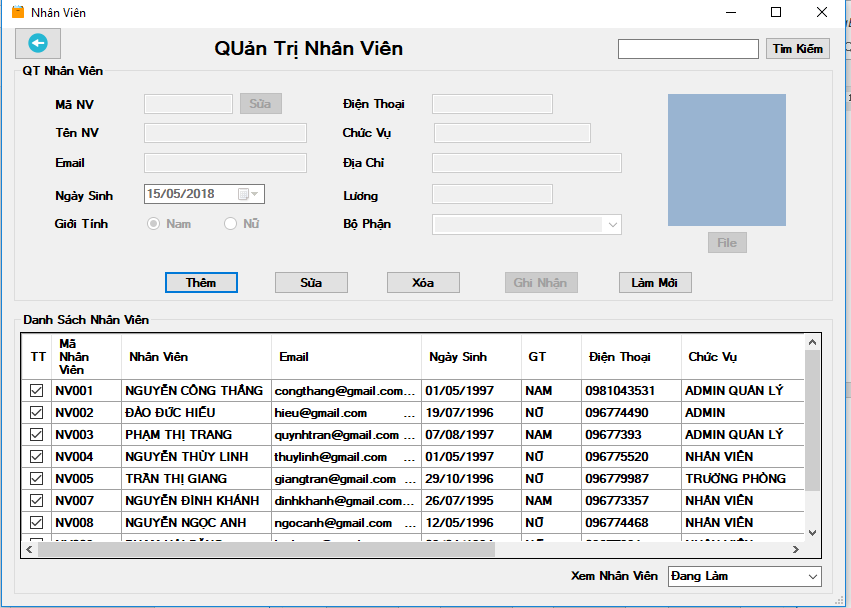 Nhân Viên
QUản Trị Nhân Viên
Tìm Kiếm
QT Nhân Viên
Mã NV Sửa Điện Thoại
Tên NV Chức Vụ
Email Địa Chỉ
Ngày Sinh 15/05/2018 Lương
Giới Tính Nam Nữ Bộ Phận
File
Thêm Sửa Xóa Ghi Nhận Làm Mới
Danh Sách Nhân Viên
TT Mã Nhân Viên Nhân Viên Email Ngày Sinh GT Điện Thoại Chức Vụ
NV001 NGUYỄN CÔNG THẮNG congthang@gmail.com... 01/05/1997 NAM 0981043531 ADMIN QUẢN LÝ
NV002 ĐÀO ĐỨC HIẾU hieu@gmail.com ... 19/07/1996 NỮ 096774490 ADMIN
NV003 PHẠM THỊ TRANG quynhtran@gmail.com ... 07/08/1997 NAM 09677393 ADMIN QUẢN LÝ
NV004 NGUYỄN THÙY LINH thuylinh@gmail.com ... 01/05/1997 NỮ 096775520 NHÂN VIÊN
NV005 TRẦN THỊ GIANG giangtran@gmail.com ... 29/10/1996 NỮ 096779987 TRƯỞNG PHÒNG
NV007 NGUYỄN ĐÌNH KHÁNH dinhkhanh@gmail.com... 26/07/1995 NAM 096773357 NHÂN VIÊN
NV008 NGUYỄN NGỌC ANH ngocanh@gmail.com ... 12/05/1996 NỮ 096774468 NHÂN VIÊN
Xem Nhân Viên Đang Làm